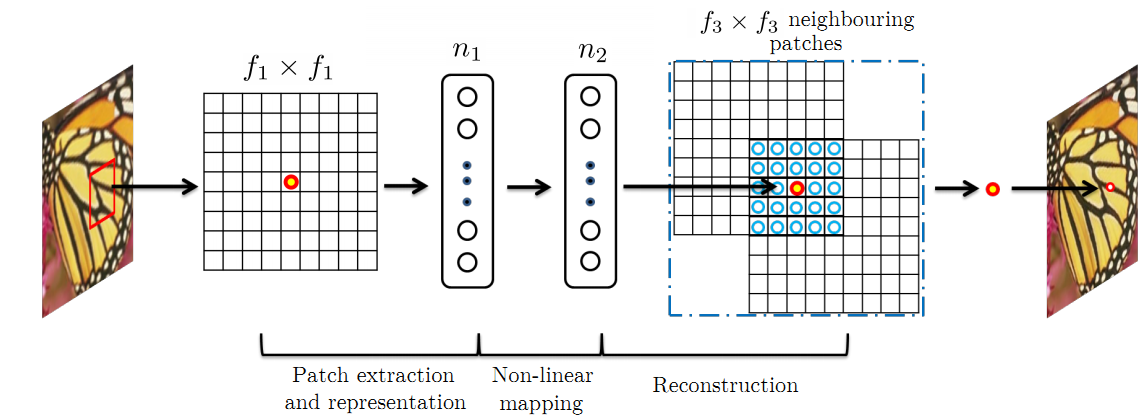 f₁ × f₁
n₁
n₂
f₃ × f₃ neighbouring
patches
Patch extraction
and representation
Non-linear
mapping
Reconstruction